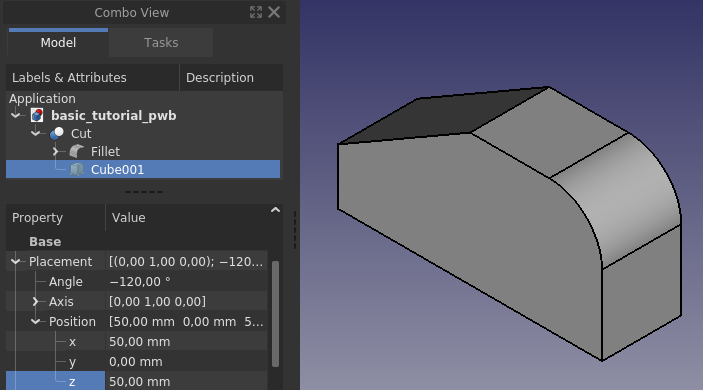 Combo View
Model Tasks
Labels & Attributes Description
Application
basic_tutorial_pwb
Cut
Fillet
Cube001
Property Value
Base
Placement [(0,00 1,00 0,00); −120...
Angle −120,00 °
Axis [0,00 1,00 0,00]
Position [50,00 mm 0,00 mm 5...
x 50,00 mm
y 0,00 mm
z 50,00 mm